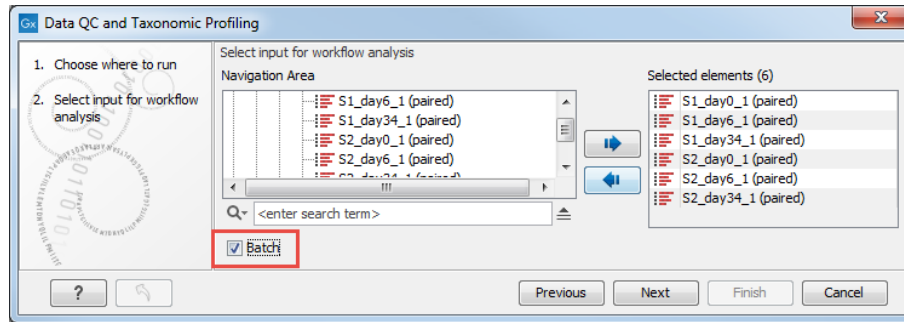 Gx Data QC and Taxonomic Profiling
X
1. Choose where to run
2. Select input for workflow
analysis
Select input for workflow analysis
Navigation Area
S1_day6_1 (paired)
S1_day34_1 (paired)
S2_day0_1 (paired)
S2_day6_1 (paired)
Selected elements (6)
S1_day0_1 (paired)
S1_day6_1 (paired)
S1_day34_1 (paired)
S2_day0_1 (paired)
S2_day6_1 (paired)
S2_day34_1 (paired)
<enter search term>
Batch
?
Previous
Next
Finish
Cancel